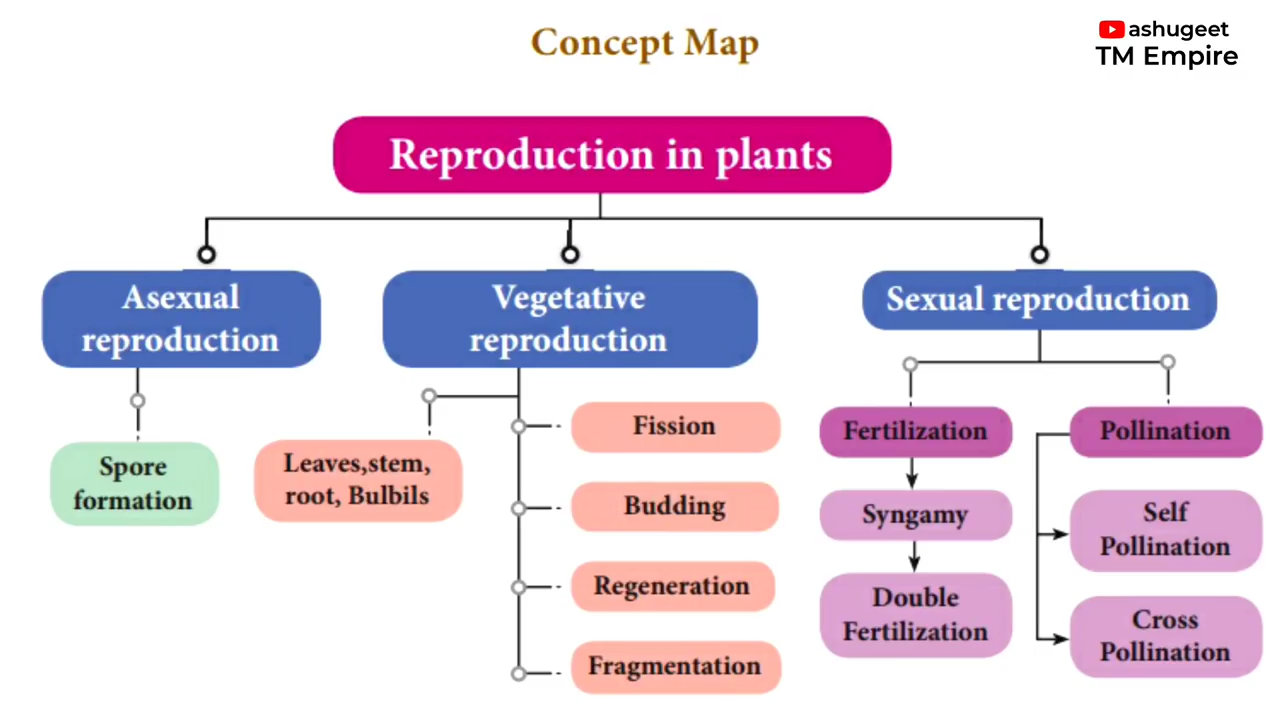 Concept Map
ashugeet
TM Empire
Reproduction in plants
Asexual
reproduction
Vegetative
reproduction
Sexual reproduction
Spore
formation
Leaves,stem,
root, Bulbils
Fission
Budding
Regeneration
Fragmentation
Fertilization
Syngamy
Double
Fertilization
Pollination
Self
Pollination
Cross
Pollination